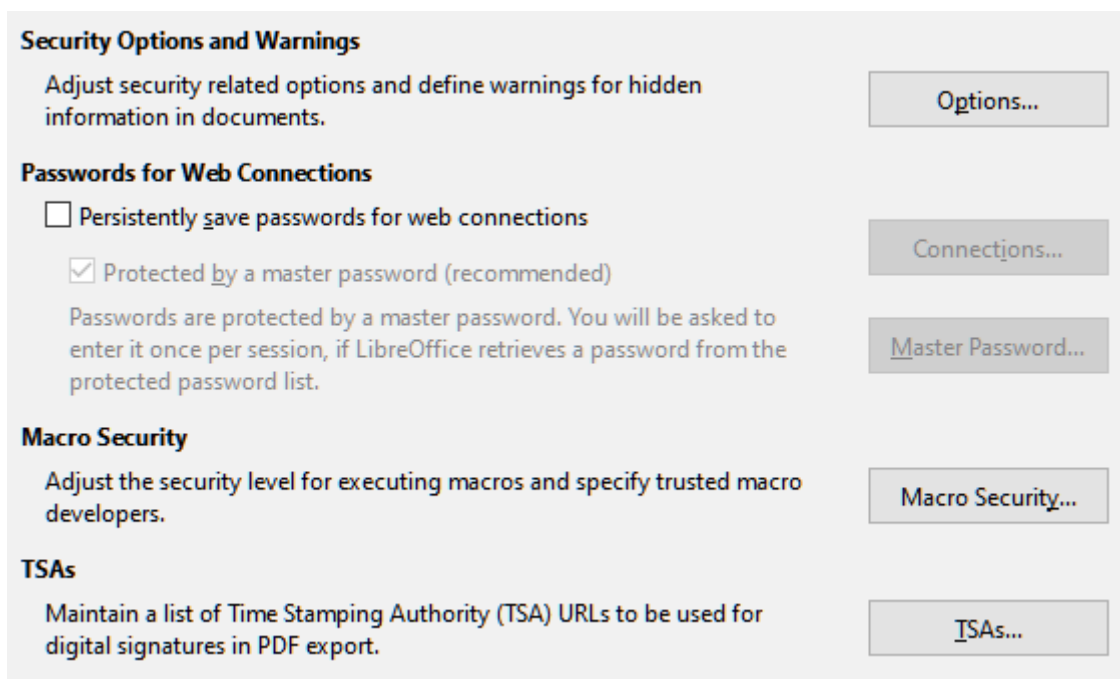 Security Options and Warnings
Adjust security related options and define warnings for hidden
information in documents.
Options...
Passwords for Web Connections
Persistently save passwords for web connections
Connections...
Protected by a master password (recommended)
Passwords are protected by a master password. You will be asked to
enter it once per session, if LibreOffice retrieves a password from the
protected password list.
Master Password...
Macro Security
Adjust the security level for executing macros and specify trusted macro
developers.
Macro Security...
TSAs
Maintain a list of Time Stamping Authority (TSA) URLs to be used for
digital signatures in PDF export.
TSAs...